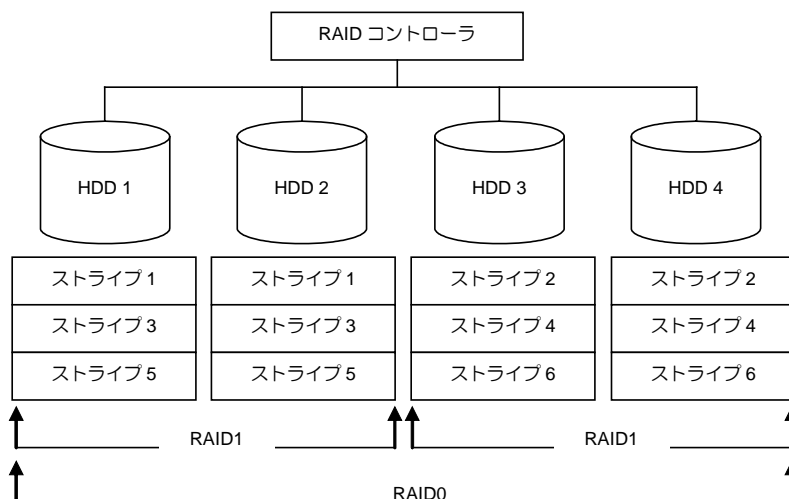 RAID コントローラ
HDD 1 HDD 2 HDD 3 HDD 4
ストライプ 1 ストライプ 1 ストライプ 2 ストライプ 2
ストライプ 3 ストライプ 3 ストライプ 4 ストライプ 4
ストライプ 5 ストライプ 5 ストライプ 6 ストライプ 6
RAID1 RAID1
RAID0